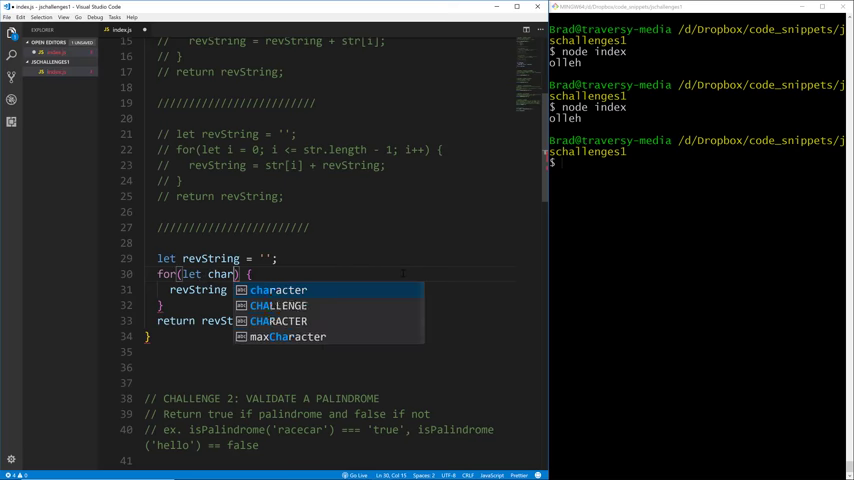 index.js - Visual Studio Code
File Edit Selection View Go Debug Tasks Help
EXPLORER
OPEN EDITORS 1 UNSAVED
index.js
JSCHALLENGES1
index.js
index.js
15 // revString = revString + str[i];
16 // }
17 // return revString;
18
19 /////////////////////////
20
21 // let revString = '';
22 // for(let i = 0; i <= str.length - 1; i++) {
23 // revString = str[i] + revString;
24 // }
25 // return revString;
26
27 ////////////////////////
28
29 let revString = '';
30 for(let char) {
31 revString
32 }
33 return revSt
34 }
35
36
37
38 // CHALLENGE 2: VALIDATE A PALINDROME
39 // Return true if palindrome and false if not
40 // ex. isPalindrome('racecar') === 'true', isPalindrome
('hello') == false
41
character
CHALLENGE
CHARACTER
maxCharacter
4 0
Go Live Ln 30, Col 15 Spaces: 2 UTF-8 CRLF JavaScript Prettier
MINGW64:/d/Dropbox/code_snippets/jschallenges1
Brad@traversy-media /d/Dropbox/code_snippets/j
schallenges1
$ node index
olleh
Brad@traversy-media /d/Dropbox/code_snippets/j
schallenges1
$ node index
olleh
Brad@traversy-media /d/Dropbox/code_snippets/j
schallenges1
$